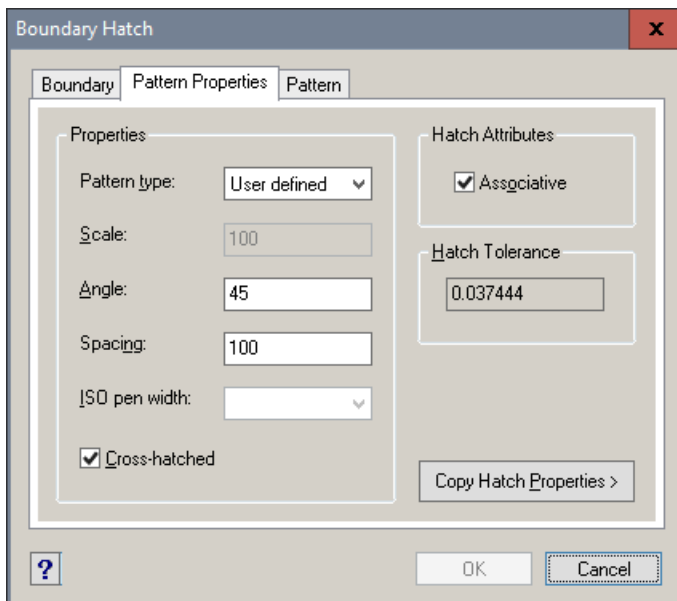 Boundary Hatch
x
Boundary Pattern Properties Pattern
Properties
Pattern type: User defined
Scale: 100
Angle: 45
Spacing: 100
ISO pen width:
Cross-hatched
Hatch Attributes
Associative
Hatch Tolerance
0.037444
Copy Hatch Properties >
? OK Cancel